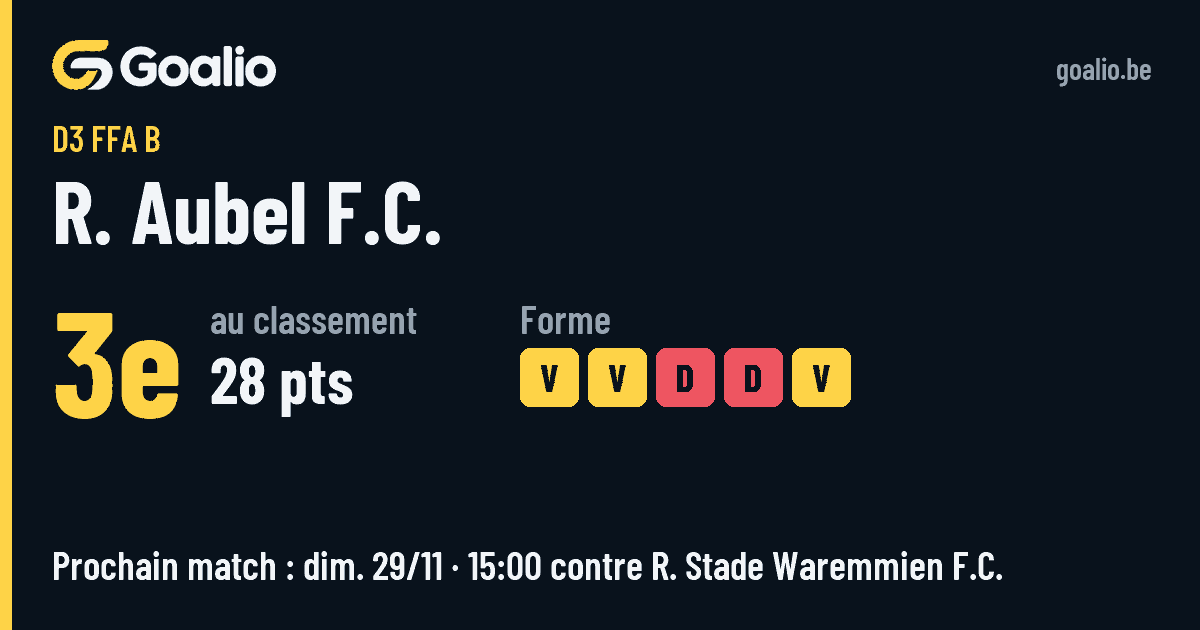 Goalio
goalio.be
D3 FFA B
R. Aubel F.C.
3e
au classement
28 pts
Forme
V V D D V
Prochain match : dim. 29/11 · 15:00 contre R. Stade Waremmien F.C.